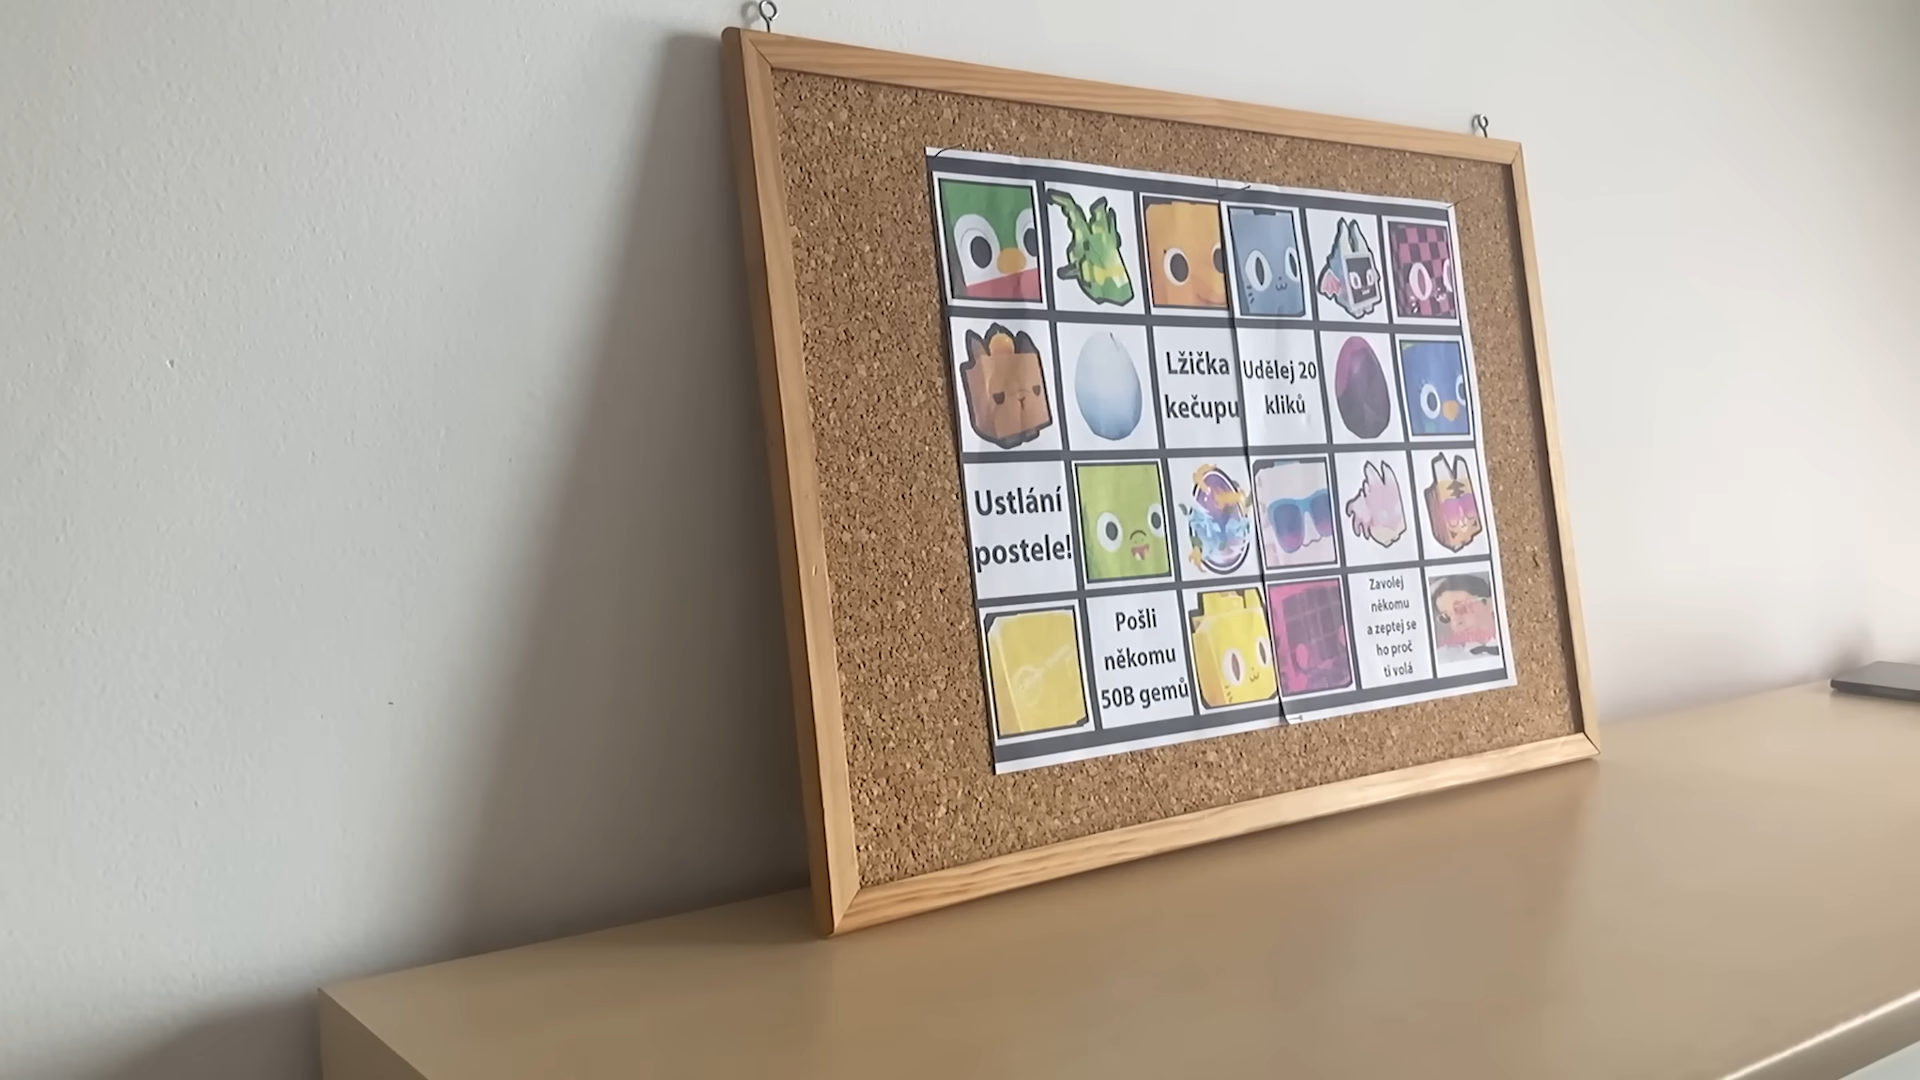 Lžička
kečupu
Udělej 20
kliků
Ustlání
postele!
Pošli
někomu
50B gemů
Zavolej
někomu
a zeptej se
ho proč
ti volá